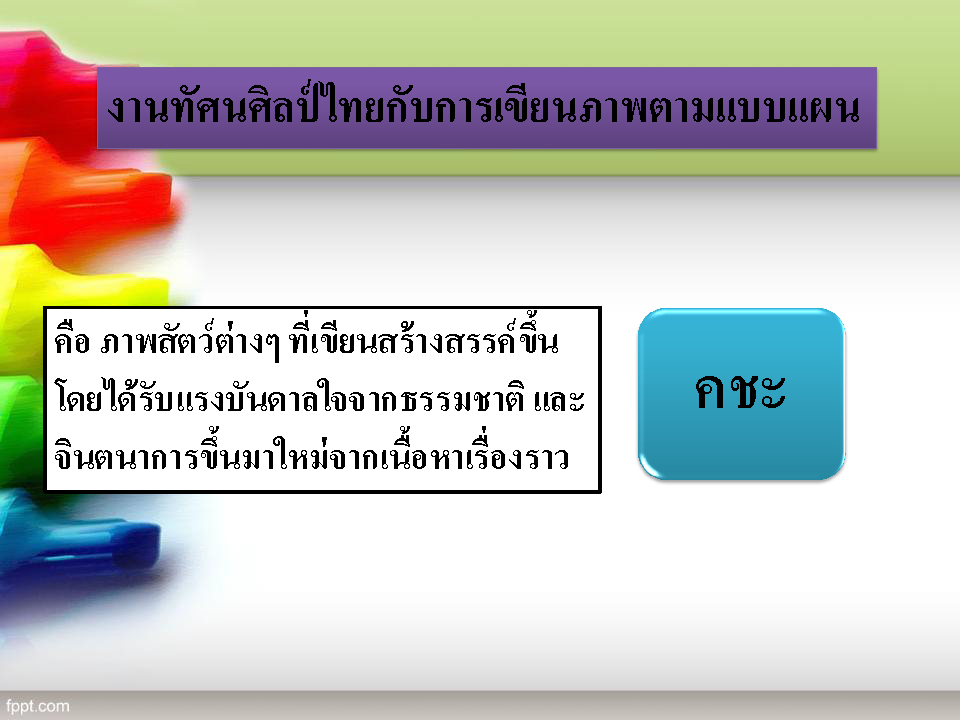 งานทัศนศิลป์ไทยกับการเขียนภาพตามแบบแผน
คือ ภาพสัตว์ต่างๆ ที่เขียนสร้างสรรค์ขึ้น
โดยได้รับแรงบันดาลใจจากธรรมชาติ และ
จินตนาการขึ้นมาใหม่จากเนื้อหาเรื่องราว
คชะ
fppt.com